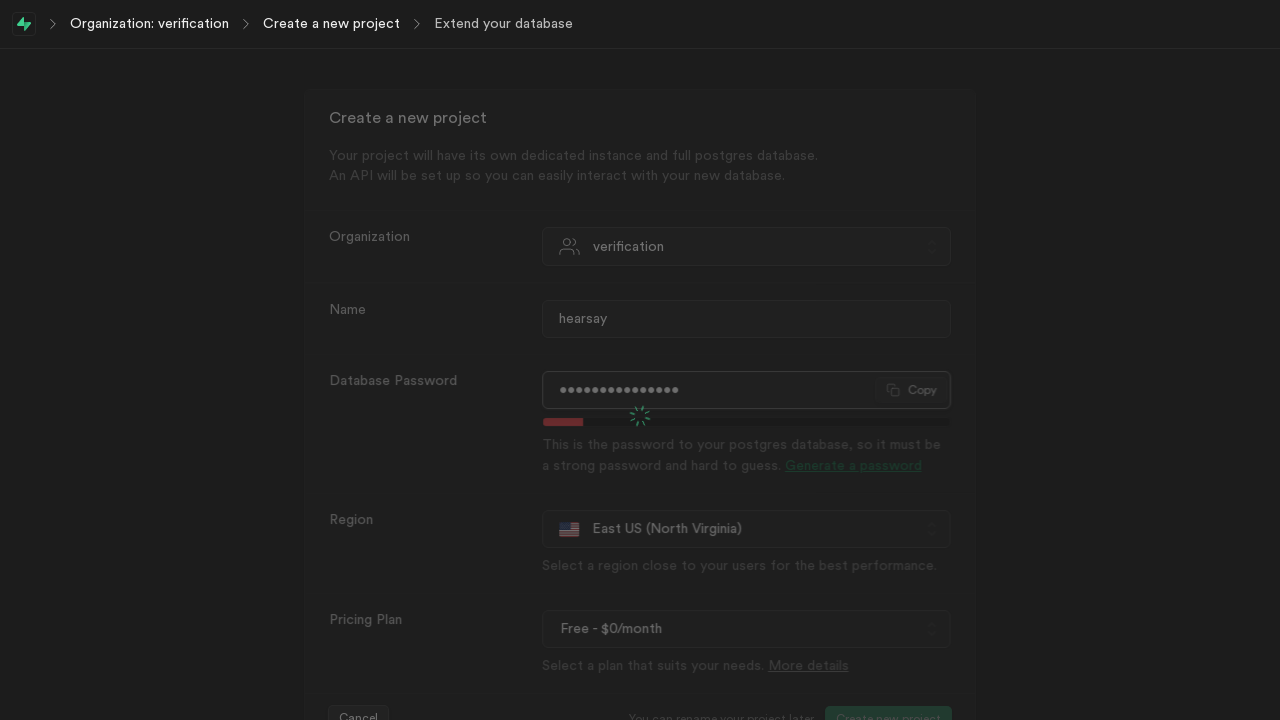 Organization: verification
Create a new project
Extend your database
Create a new project
Your project will have its own dedicated instance and full postgres database.
An API will be set up so you can easily interact with your new database.
Organization
verification
Name
hearsay
Database Password
•••••••••••••••
Copy
This is the password to your postgres database, so it must be
a strong password and hard to guess. Generate a password
Region
East US (North Virginia)
Select a region close to your users for the best performance.
Pricing Plan
Free - $0/month
Select a plan that suits your needs. More details
Cancel
You can rename your project later
Create new project